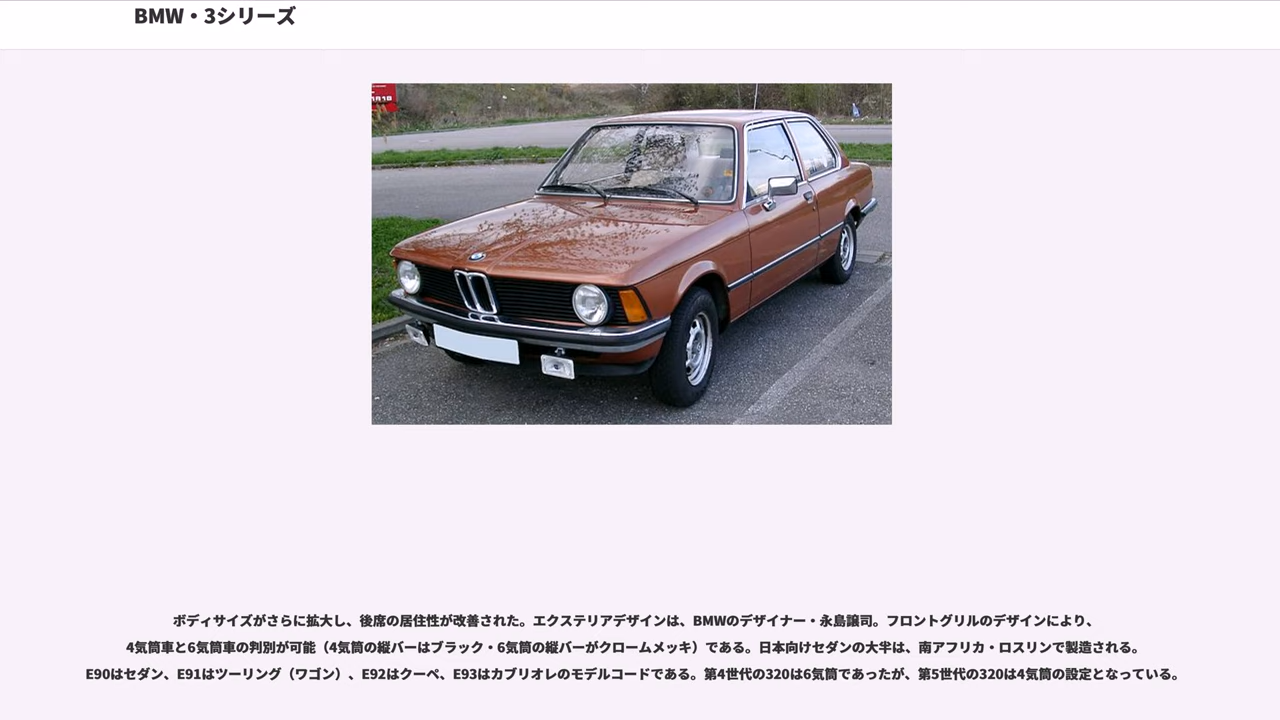 BMW・3シリーズ
ボディサイズがさらに拡大し、後席の居住性が改善された。エクステリアデザインは、BMWのデザイナー・永島譲司。フロントグリルのデザインにより、
4気筒車と6気筒車の判別が可能（4気筒の縦バーはブラック・6気筒の縦バーがクロームメッキ）である。日本向けセダンの大半は、南アフリカ・ロスリンで製造される。
E90はセダン、E91はツーリング（ワゴン）、E92はクーペ、E93はカブリオレのモデルコードである。第4世代の320は6気筒であったが、第5世代の320は4気筒の設定となっている。